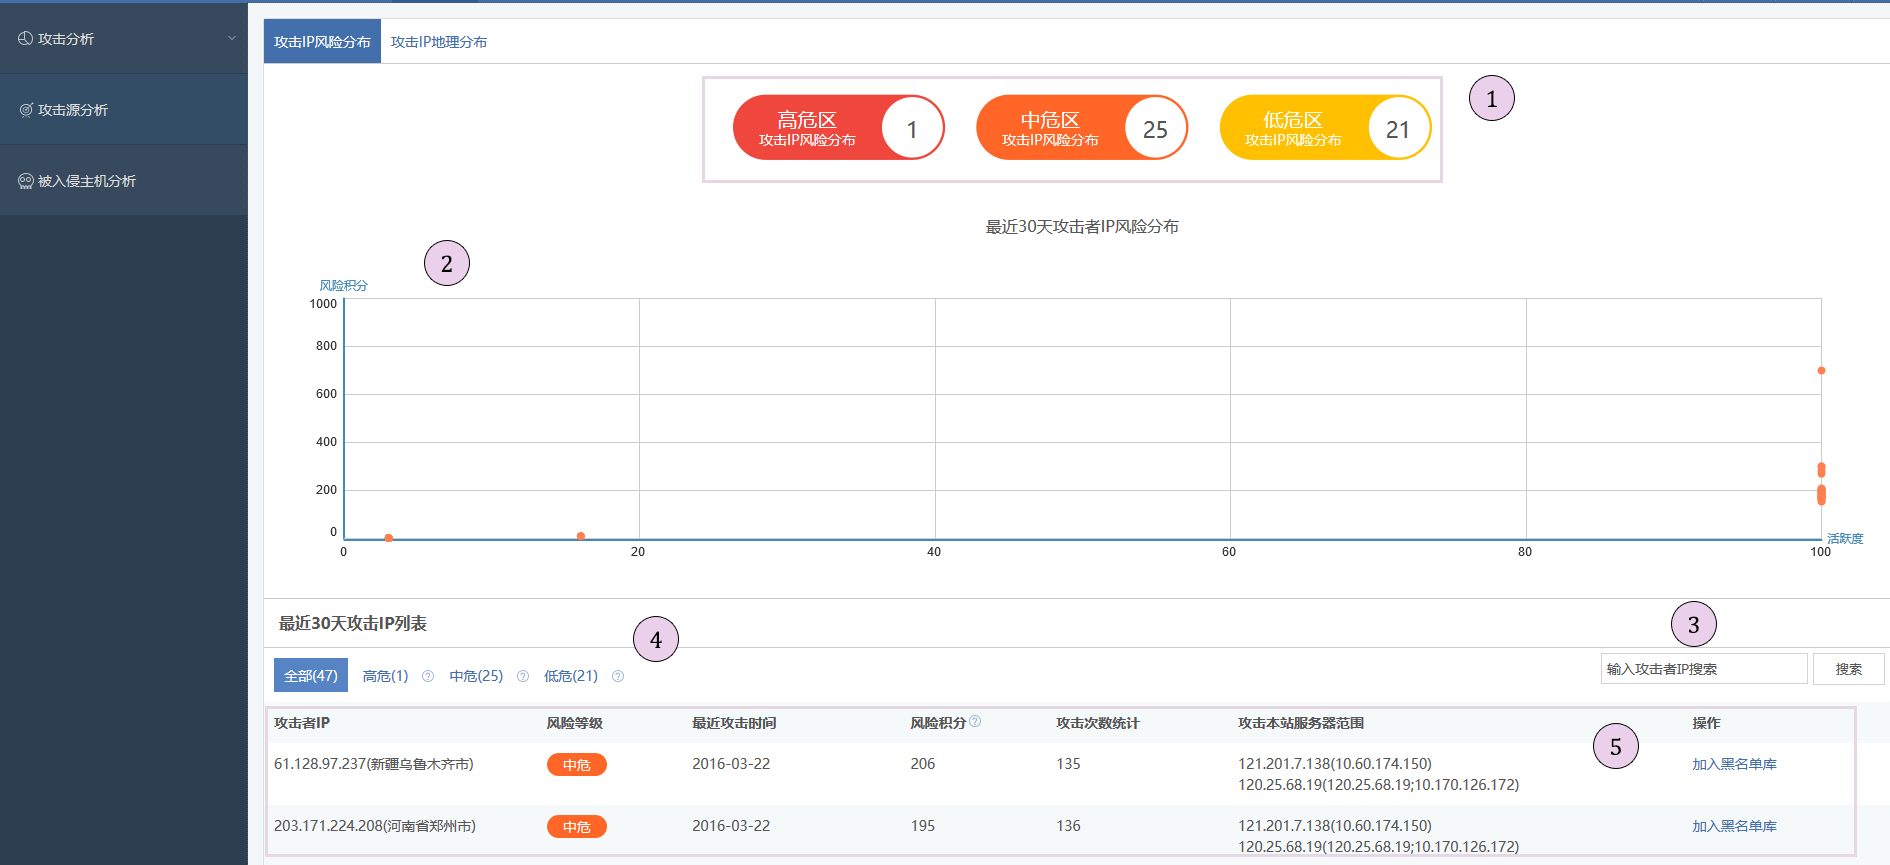 攻击分析
攻击源分析
被入侵主机分析
攻击IP风险分布 攻击IP地理分布
高危区
攻击IP风险分布
1
中危区
攻击IP风险分布
25
低危区
攻击IP风险分布
21
1
最近30天攻击者IP风险分布
2
风险积分
1000
800
600
400
200
0
0 20 40 60 80 100
活跃度
最近30天攻击IP列表
4
3
全部(47) 高危(1) ? 中危(25) ? 低危(21) ?
输入攻击者IP搜索 搜索
攻击者IP 风险等级 最近攻击时间 风险积分? 攻击次数统计 攻击本站服务器范围 操作
5
61.128.97.237(新疆乌鲁木齐市) 中危 2016-03-22 206 135 121.201.7.138(10.60.174.150) 加入黑名单库
120.25.68.19(120.25.68.19;10.170.126.172)
203.171.224.208(河南省郑州市) 中危 2016-03-22 195 136 121.201.7.138(10.60.174.150) 加入黑名单库
120.25.68.19(120.25.68.19;10.170.126.172)